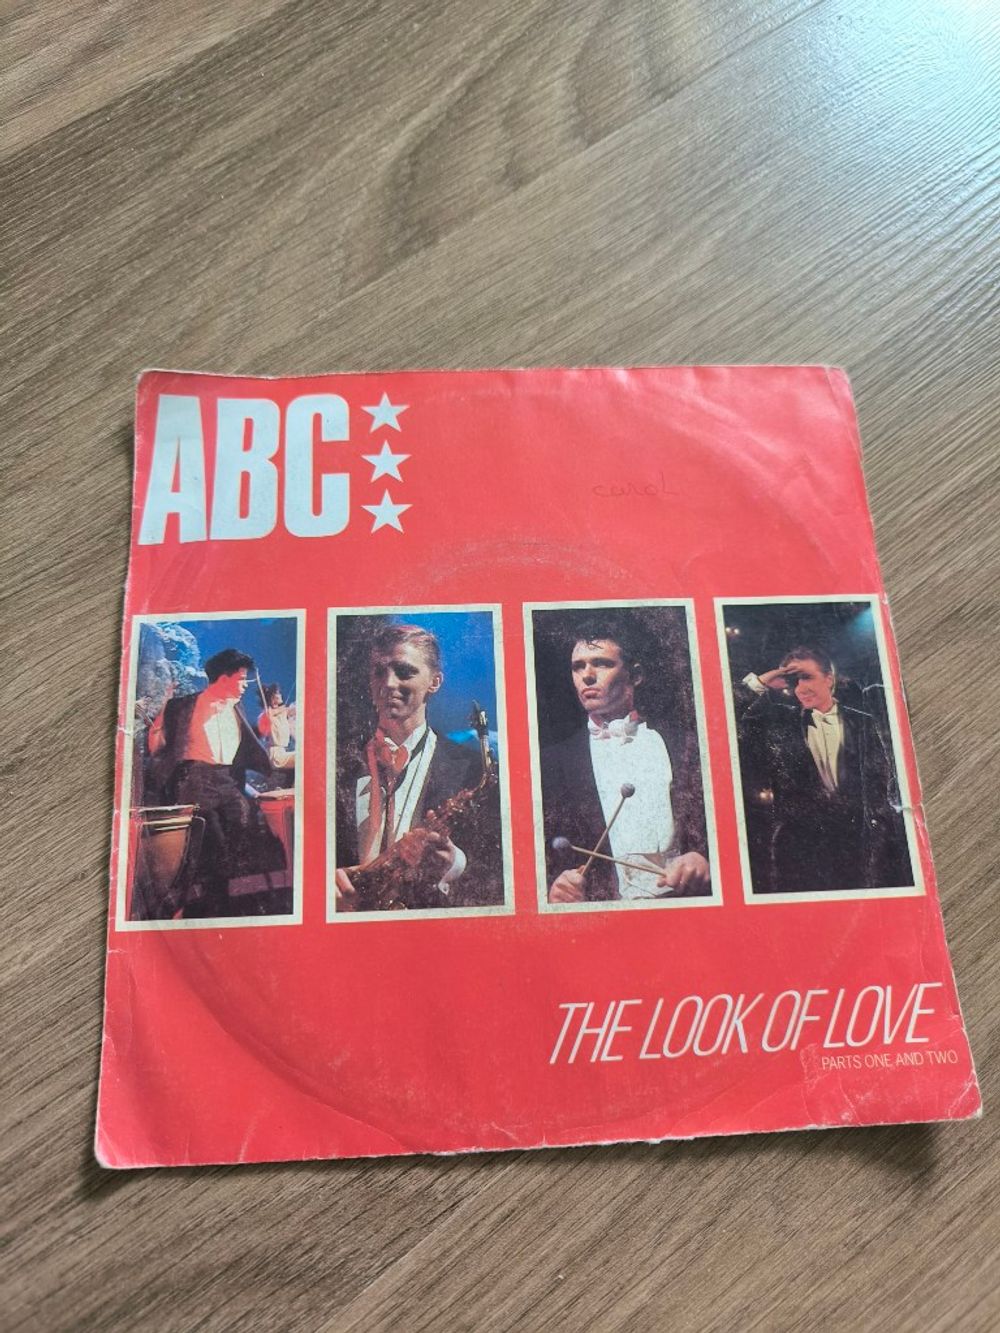 ABC
carol
THE LOOK OF LOVE
PARTS ONE AND TWO